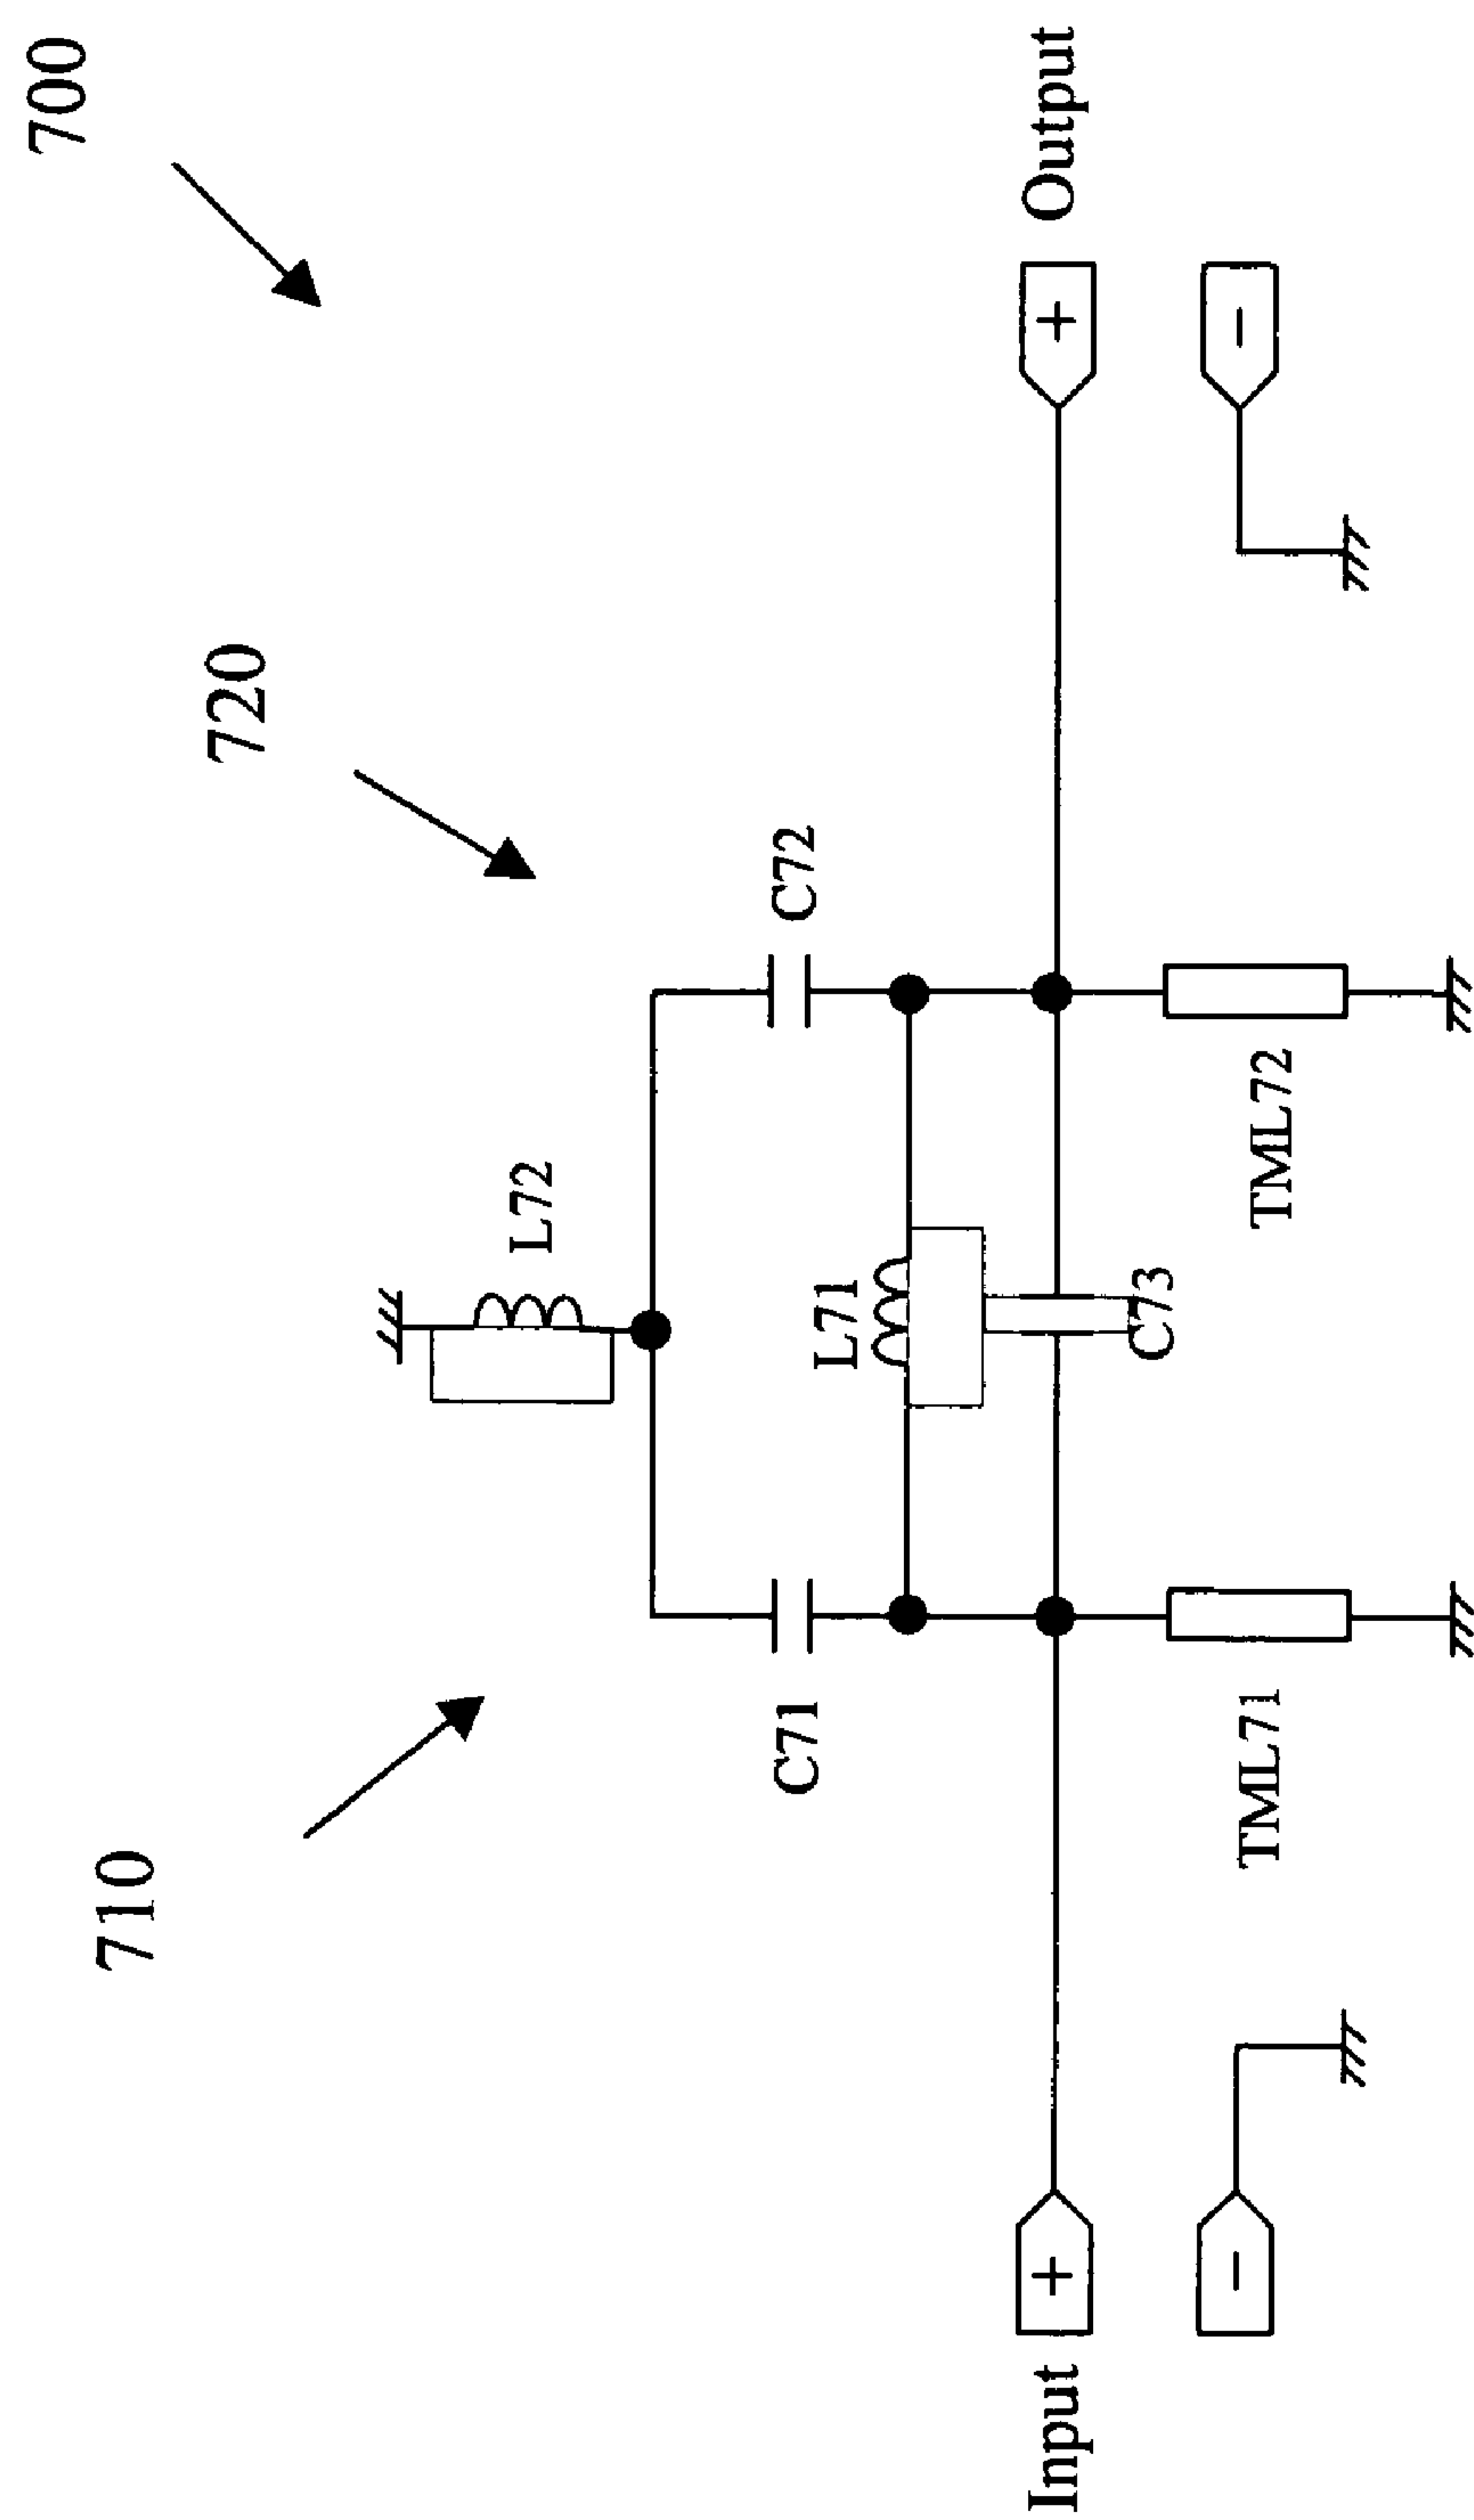 700
720
710
L72
C71
C72
L71
C73
Input
+
+
Output
-
-
TML71
TML72